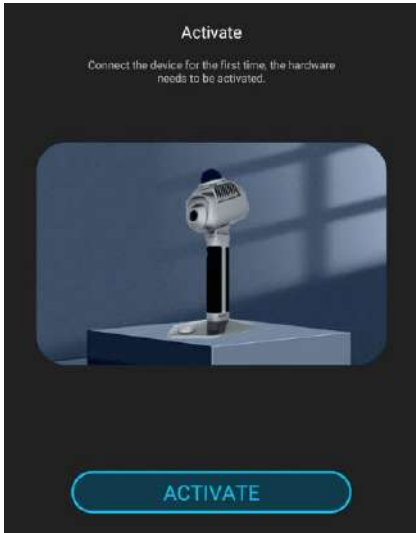 Activate
Connect the device for the first time, the hardware
needs to be activated.
ACTIVATE